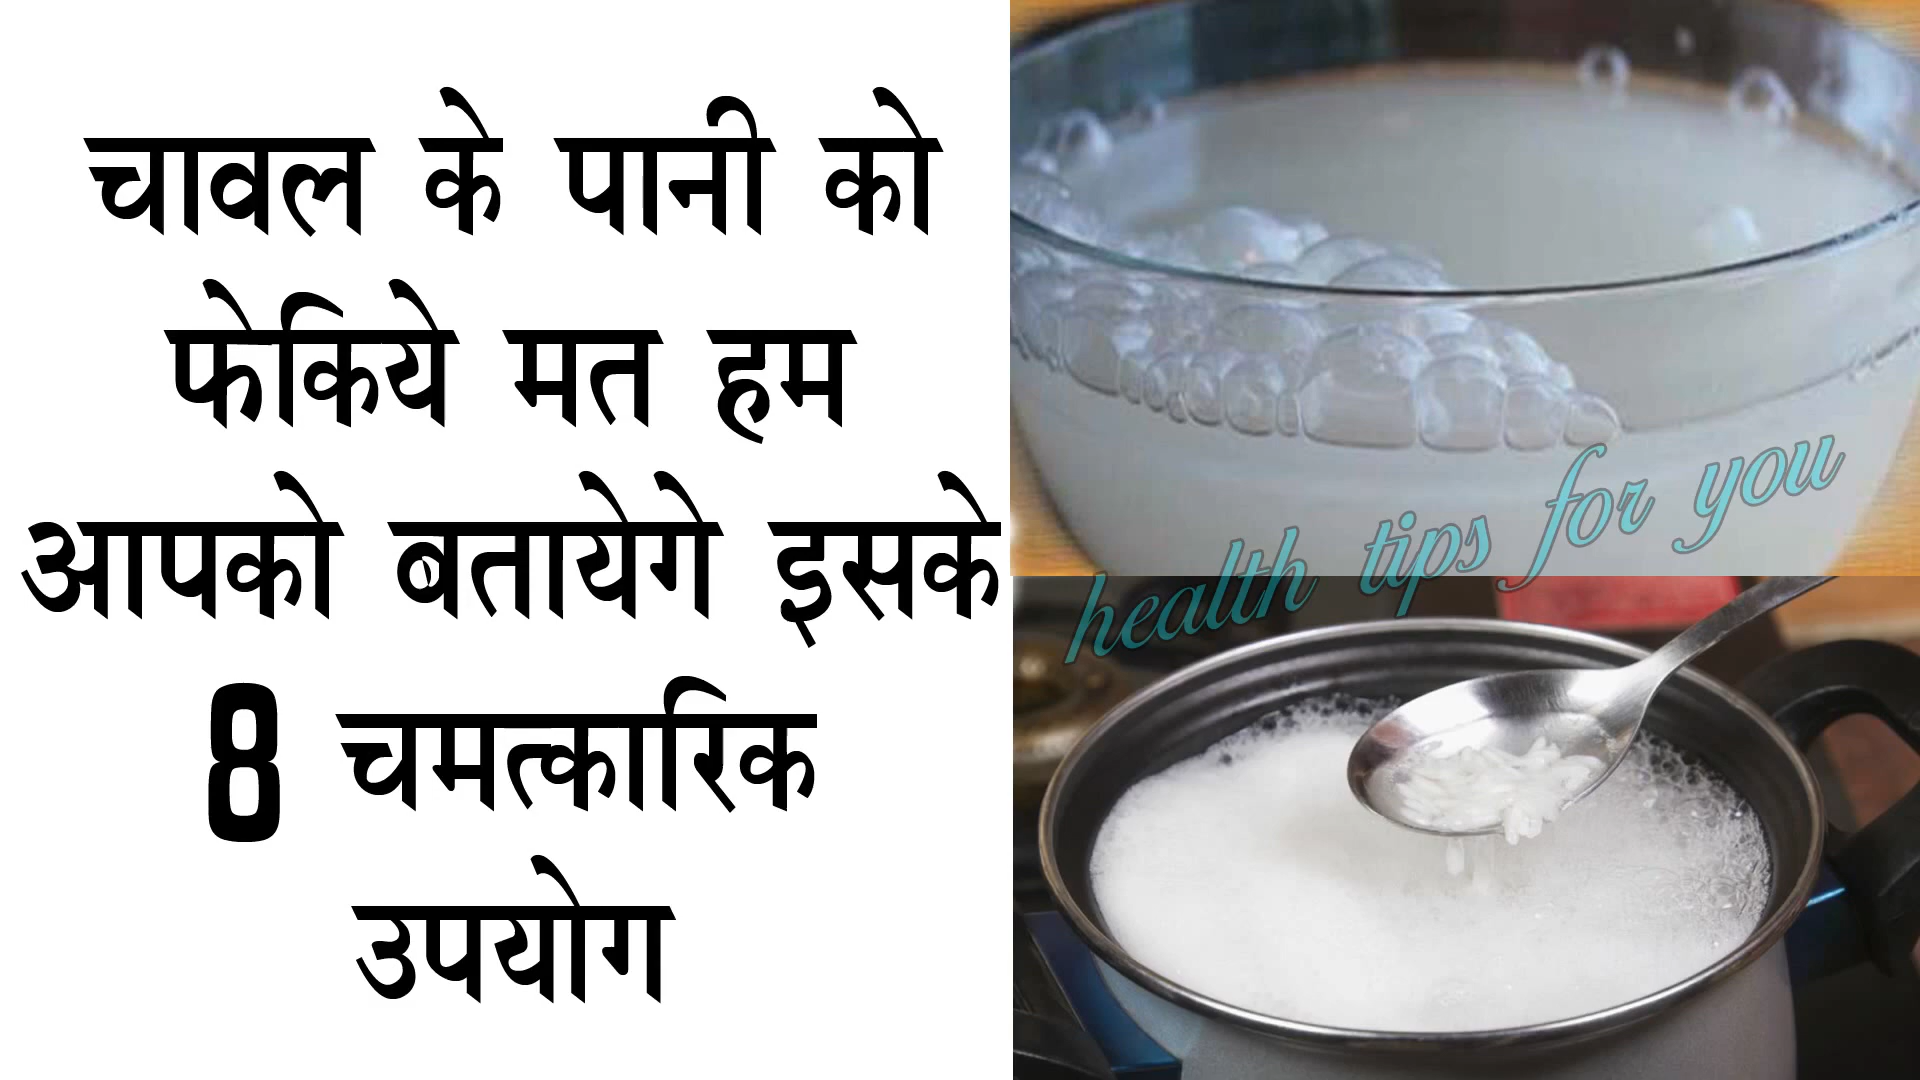 चावल के पानी को
फेकिये मत हम
आपको बतायेगे इसके
8 चमत्कारिक
उपयोग
health tips for you